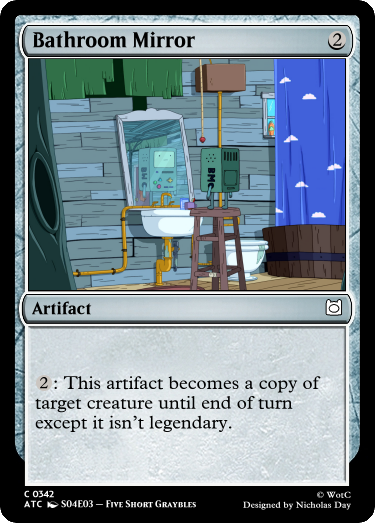 Bathroom Mirror 2
BMO
Artifact
2: This artifact becomes a copy of
target creature until end of turn
except it isn't legendary.
C 0342 © WotC
ATC S04E03 – Five Short Graybles Designed by Nicholas Day